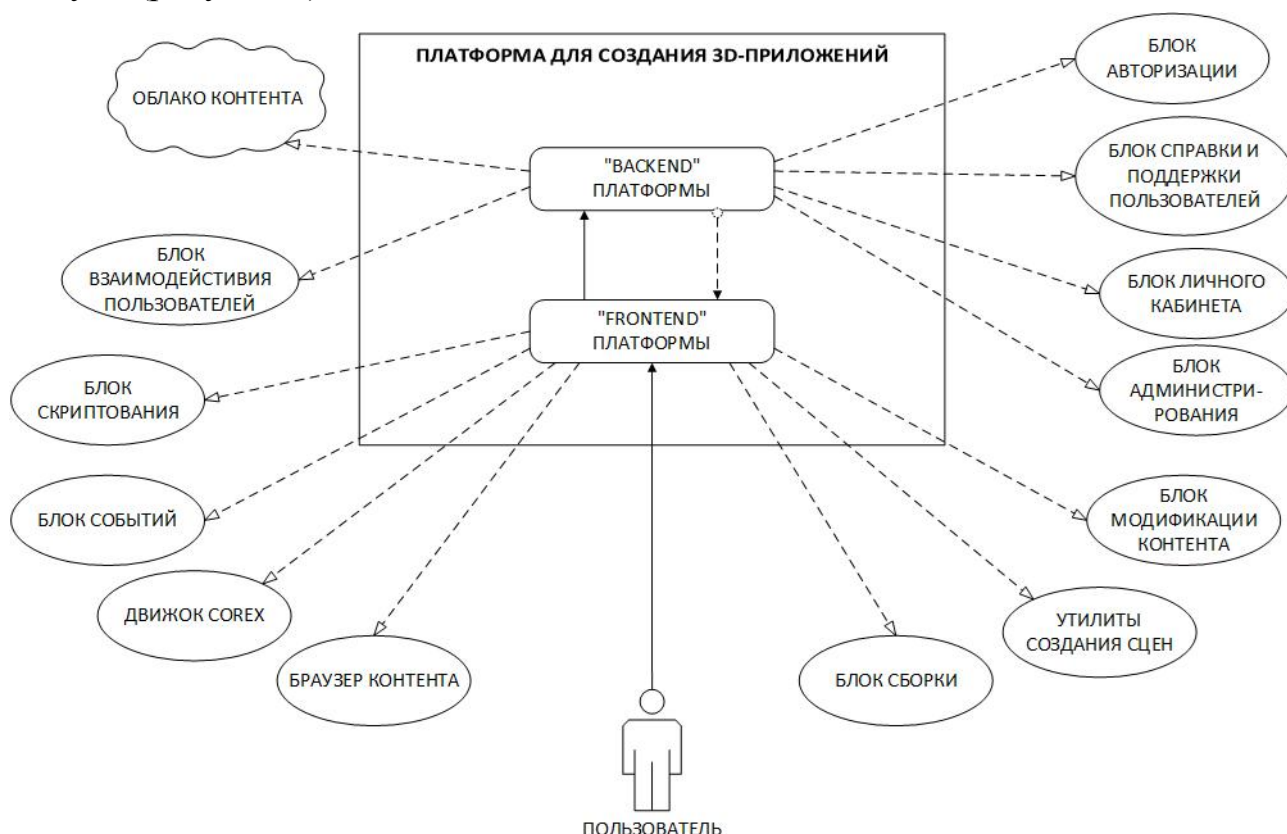 ПЛАТФОРМА ДЛЯ СОЗДАНИЯ 3D-ПРИЛОЖЕНИЙ
ОБЛАКО КОНТЕНТА
БЛОК
АВТОРИЗАЦИИ
"BACKEND"
ПЛАТФОРМЫ
БЛОК СПРАВКИ И
ПОДДЕРЖКИ
ПОЛЬЗОВАТЕЛЕЙ
БЛОК
ВЗАИМОДЕЙСТИВИЯ
ПОЛЬЗОВАТЕЛЕЙ
БЛОК ЛИЧНОГО
КАБИНЕТА
"FRONTEND"
ПЛАТФОРМЫ
БЛОК
СКРИПТОВАНИЯ
БЛОК
АДМИНИСТРИ-
РОВАНИЯ
БЛОК СОБЫТИЙ
БЛОК
МОДИФИКАЦИИ
КОНТЕНТА
ДВИЖОК COREX
УТИЛИТЫ
СОЗДАНИЯ СЦЕН
БРАУЗЕР КОНТЕНТА
БЛОК СБОРКИ
ПОЛЬЗОВАТЕЛЬ